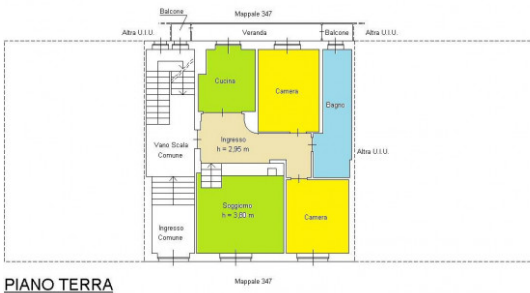 Balcone
Mappale 347
Altra U.I.U.
Veranda
Balcone
Altra U.I.U.
Cucina
Camera
Bagno
Ingresso
h = 2,95 m
Vano Scala
Comune
Altra U.I.U.
Soggiorno
h = 3,80 m
Camera
Ingresso
Comune
PIANO TERRA
Mappale 347